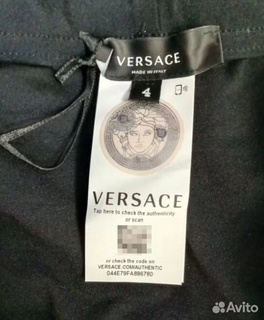 VERSACE
MADE IN ITALY
4
VERSACE
Tap here to check the authenticity
or scan
or check the code on
VERSACE.COM/AUTHENTIC
Avito